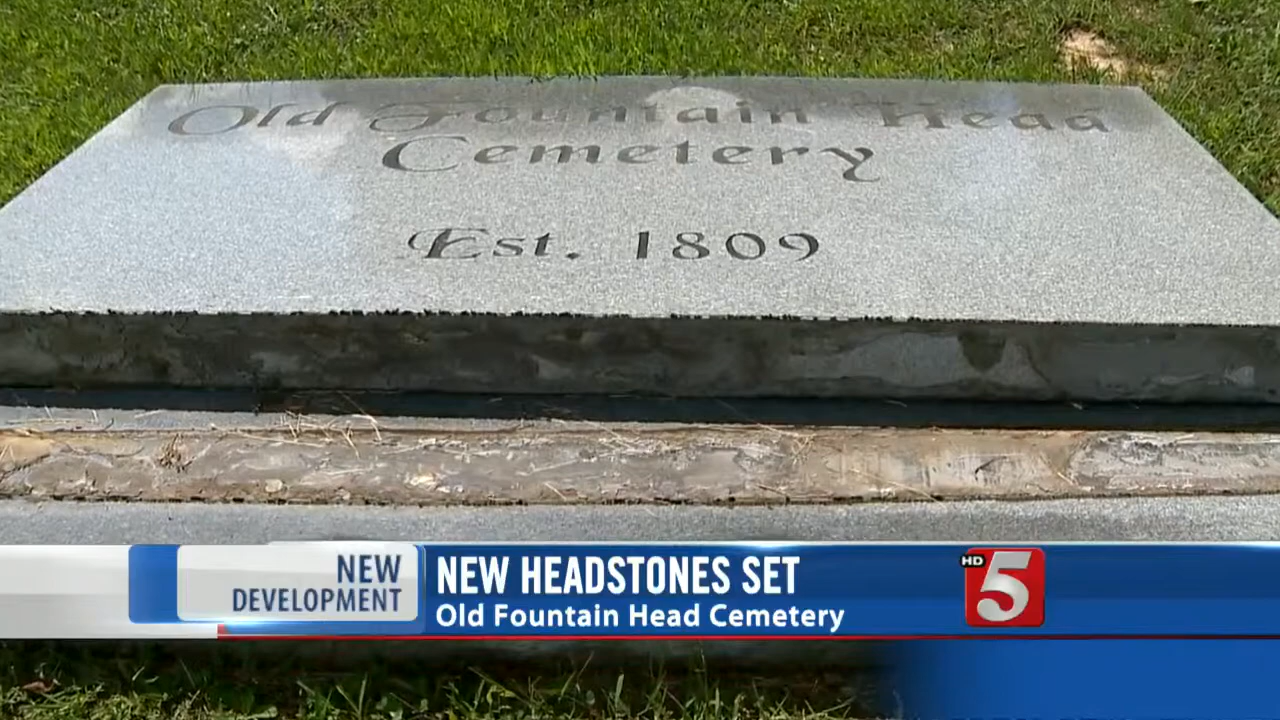 Old Fountain Head
Cemetery
Est. 1809
NEW
DEVELOPMENT
NEW HEADSTONES SET
Old Fountain Head Cemetery
HD
5